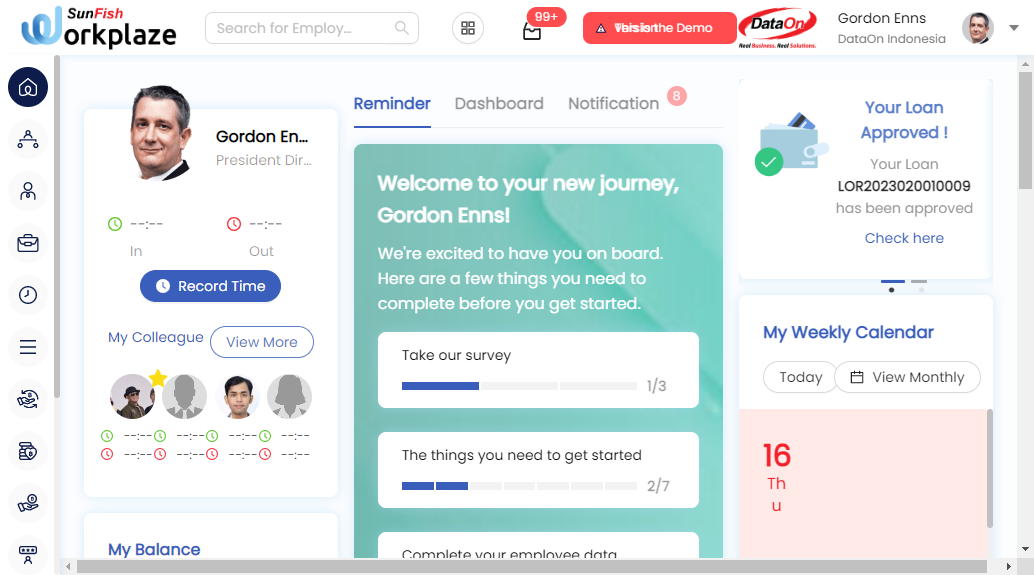 SunFish
Workplaze
Search for Employ...
99+
the Demo
DataOn
Real Business. Real Solutions.
Gordon Enns
DataOn Indonesia
Gordon En...
President Dir...
--:--
--:--
In
Out
Record Time
My Colleague
View More
--:--
--:--
--:--
--:--
--:--
--:--
--:--
--:--
My Balance
Reminder
Dashboard
Notification
8
Welcome to your new journey,
Gordon Enns!
We're excited to have you on board.
Here are a few things you need to
complete before you get started.
Take our survey
1/3
The things you need to get started
2/7
Complete your employee data
Your Loan
Approved !
Your Loan
LOR2023020010009
has been approved
Check here
My Weekly Calendar
Today
View Monthly
16
Th
u